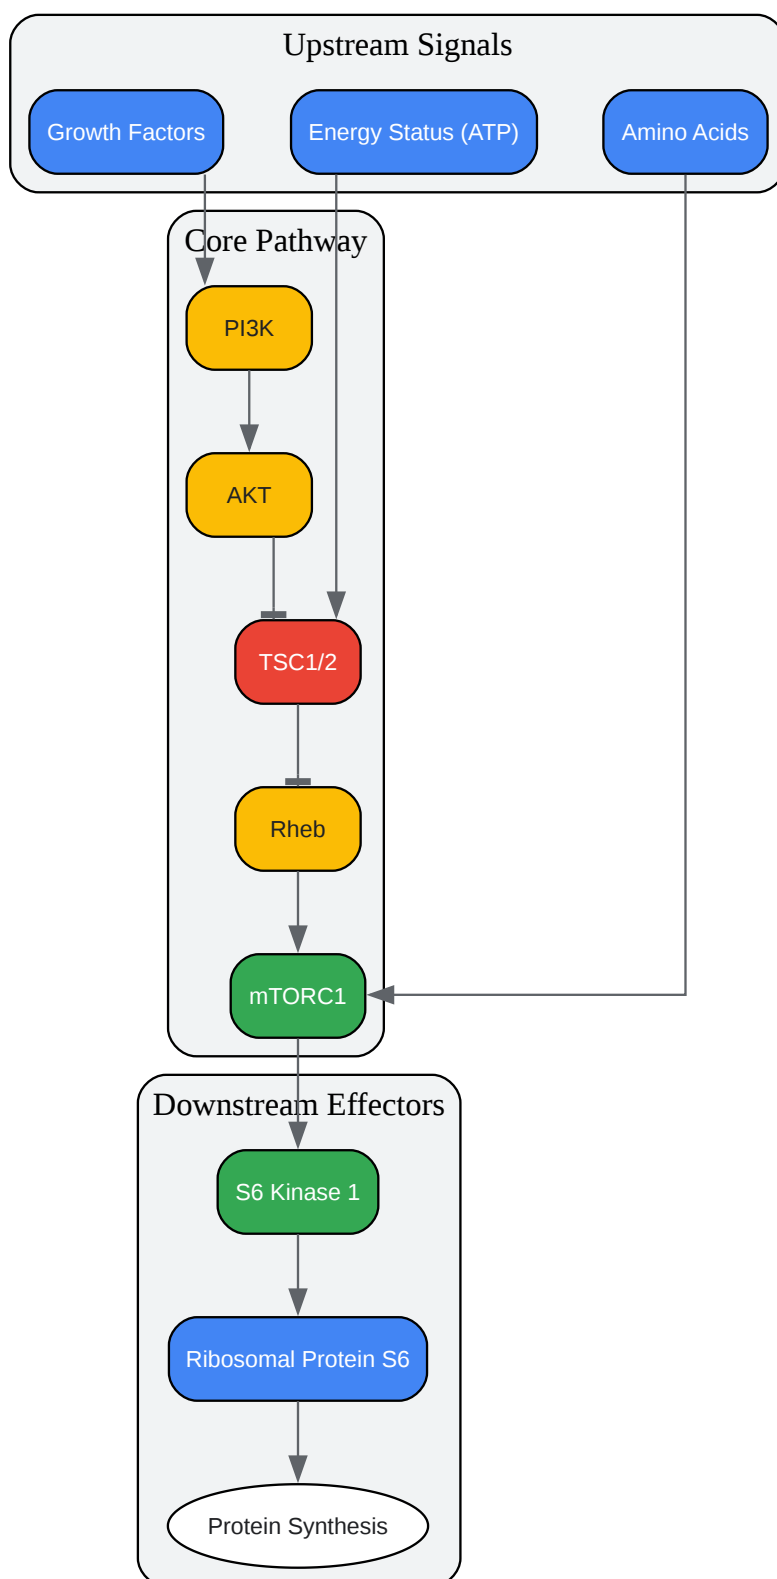 Upstream Signals
Growth Factors
Energy Status (ATP)
Amino Acids
Core Pathway
PI3K
AKT
TSC1/2
Rheb
mTORC1
Downstream Effectors
S6 Kinase 1
Ribosomal Protein S6
Protein Synthesis